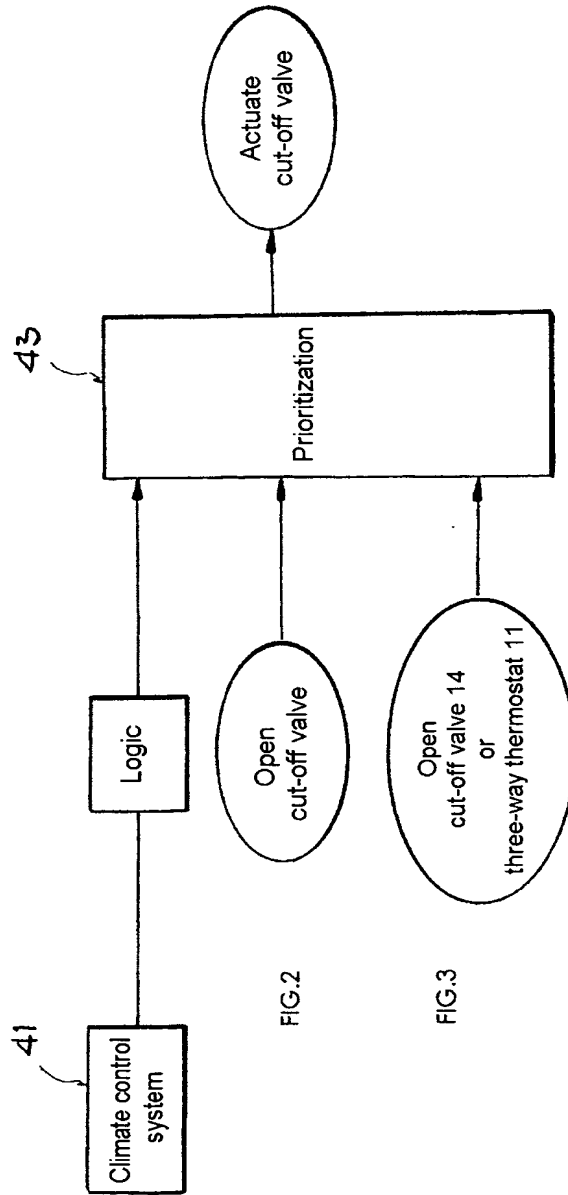 41
Climate control
system
Logic
43
Prioritization
Actuate
cut-off valve
FIG.2
Open
cut-off valve
FIG.3
Open
cut-off valve 14
or
three-way thermostat 11